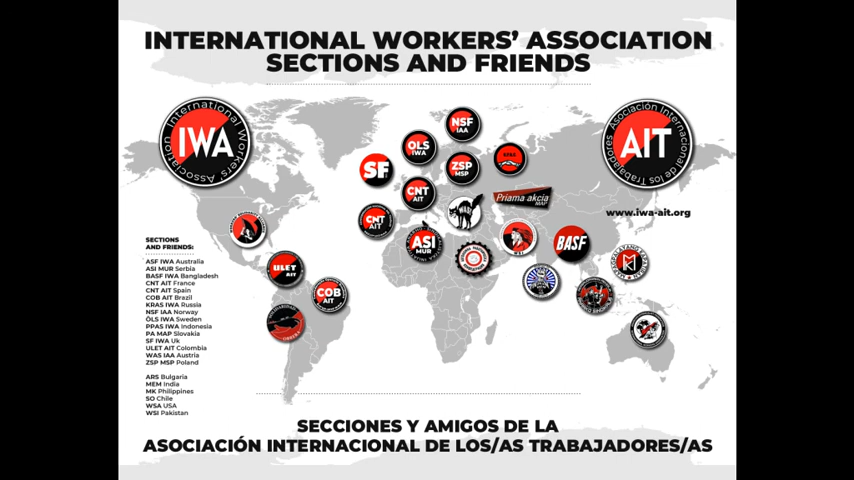 INTERNATIONAL WORKERS' ASSOCIATION
SECTIONS AND FRIENDS
International Workers Association
IWA
Asociación Internacional de los Trabajadores
AIT
www.iwa-ait.org
NSF
IAA
OLS
IWA
SF
ZSP
MSP
KRAS
CNT
AIT
Priama akcia
MAP
WAS!
CNT
AIT
ASI
MUR
WSI
BASF
ULET
AIT
COB
AIT
SECTIONS
AND FRIENDS:
ASF IWA Australia
ASI MUR Serbia
BASF IWA Bangladesh
CNT AIT France
CNT AIT Spain
COB AIT Brazil
KRAS IWA Russia
NSF IAA Norway
ÖLS IWA Sweden
PPAS IWA Indonesia
PA MAP Slovakia
SF IWA Uk
ULET AIT Colombia
WAS IAA Austria
ZSP MSP Poland
ARS Bulgaria
MEM India
MK Philippines
SO Chile
WSA USA
WSI Pakistan
SECCIONES Y AMIGOS DE LA
ASOCIACIÓN INTERNACIONAL DE LOS/AS TRABAJADORES/AS